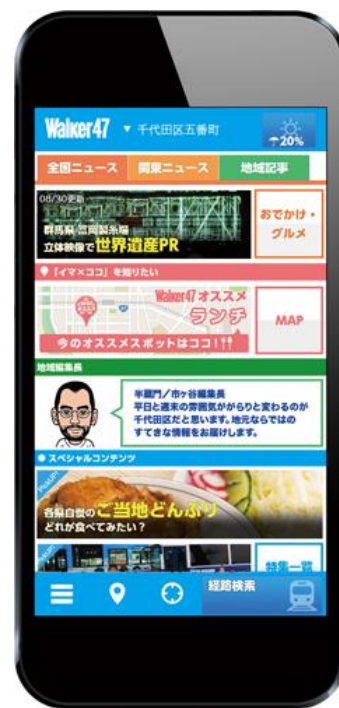 Walker47 ▼ 千代田区五番町
20%
全国ニュース 関東ニュース 地域記事
08/30更新
群馬県 富岡製糸場
立体映像で世界遺産PR
おでかけ・
グルメ
「イマ×ココ」を知りたい
Walker47 オススメ
ランチ
今のオススメスポットはココ!
MAP
地域編集長
半蔵門/市ヶ谷編集長
平日と週末の雰囲気ががらりと変わるのが
千代田区だと思います。地元ならではの
すてきな情報をお届けします。
スペシャルコンテンツ
PickUP!
各県自慢のご当地どんぶり
どれが食べてみたい?
PickUP!
特集一覧
経路検索